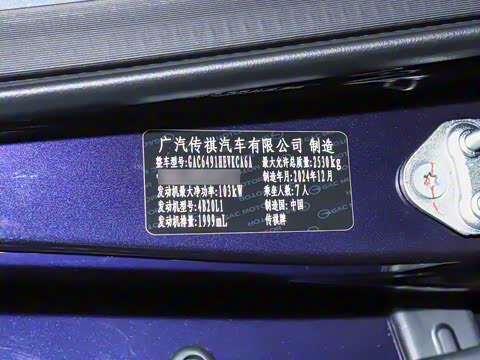 广汽传祺汽车有限公司 制造
整车型号:GAC6491HEVKCA6A 最大允许总质量:2530kg
制造年月:2024年12月
发动机最大净功率:103kW 乘坐人数:7人
发动机型号:4B20L1 制造国:中国
发动机排量:1999mL 传祺牌
GAC MOTOR